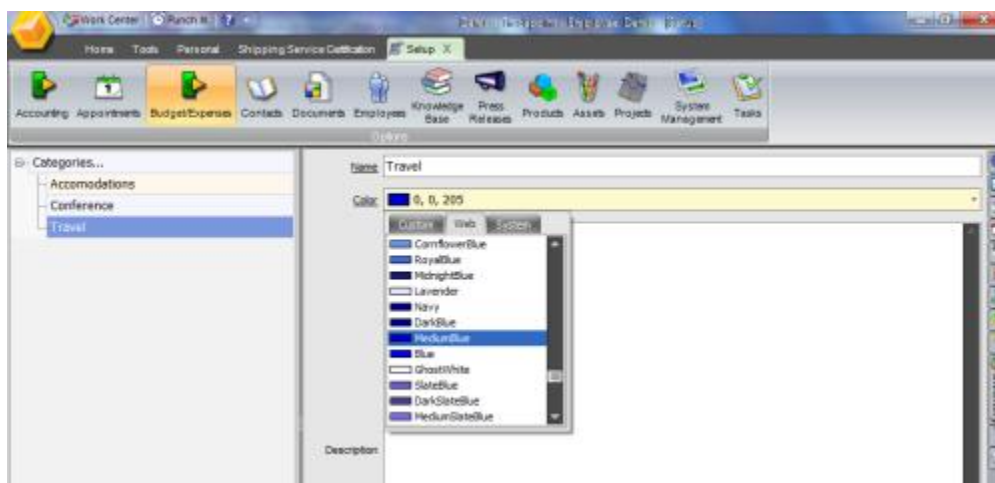 Work Center Punch In ?
Home Tools Personal Shipping Service Certification Setup X
Accounting Appointments Budget/Expenses Contacts Documents Employees Knowledge Base Press Releases Products Assets Projects System Management Tasks
Options
Categories...
Accomodations
Conference
Travel
Name Travel
Color 0, 0, 205
Custom Web System
CornflowerBlue
RoyalBlue
MidnightBlue
Lavender
Navy
DarkBlue
MediumBlue
Blue
GhostWhite
SlateBlue
DarkSlateBlue
MediumSlateBlue
Description